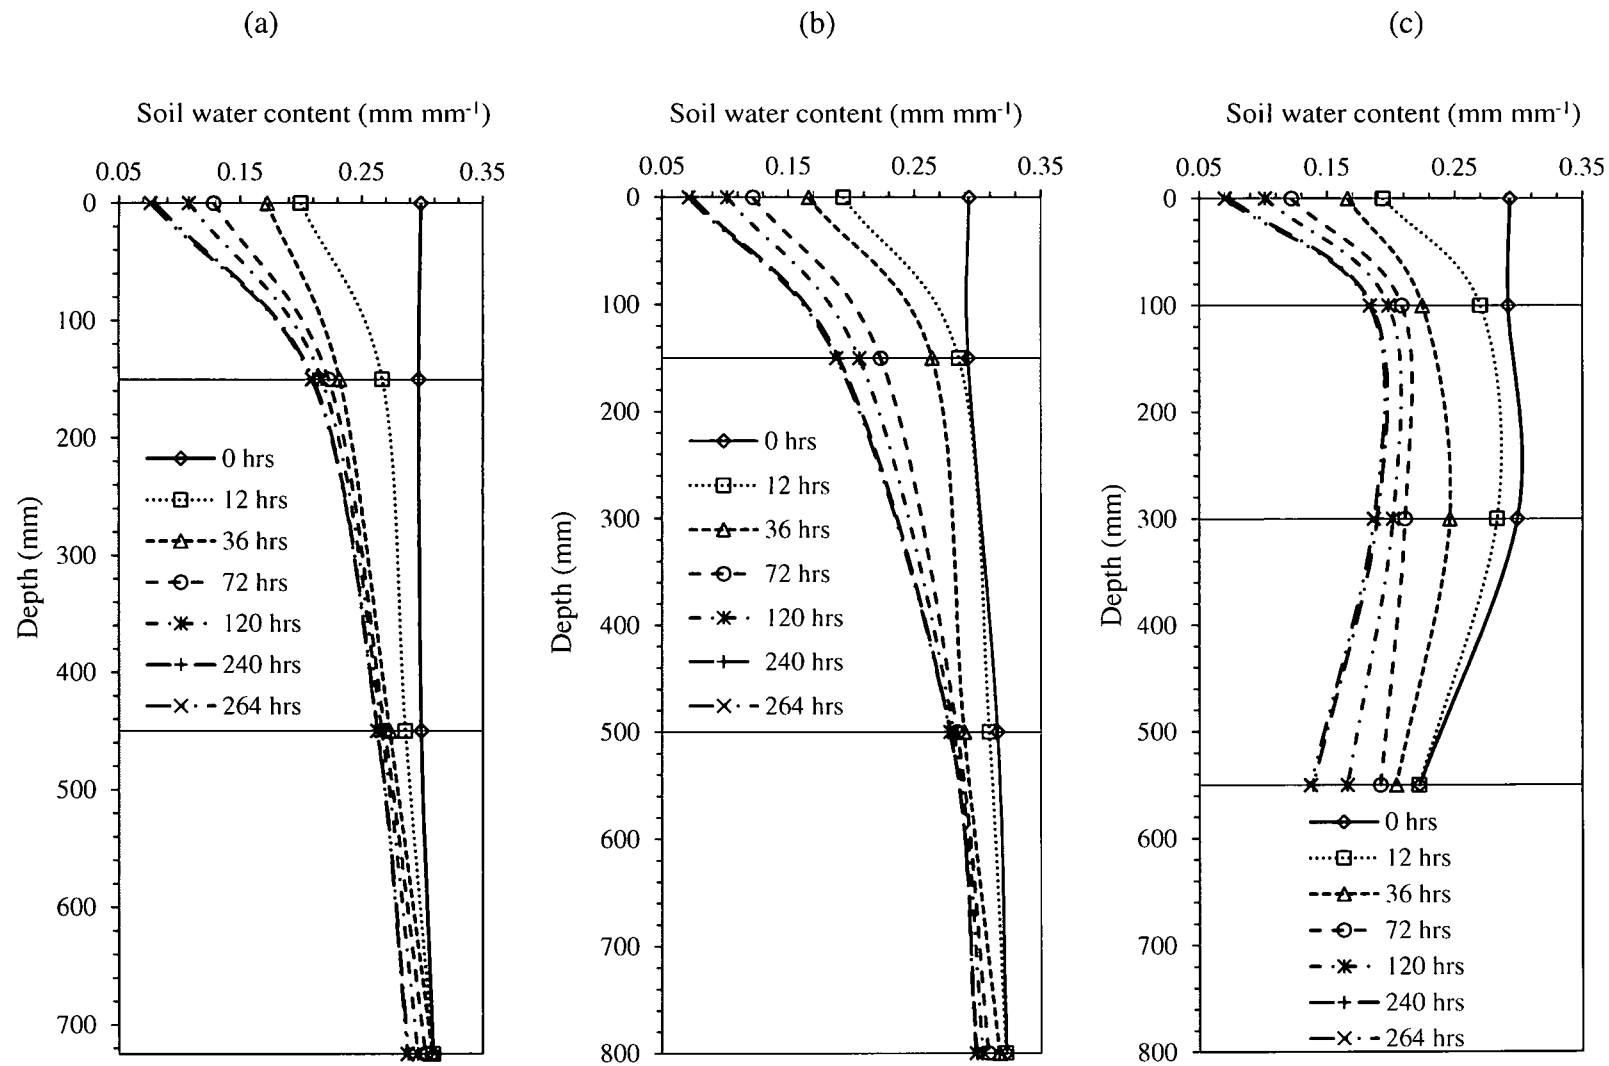 (a)
Soil water content (mm mm⁻¹)
0.05 0.15 0.25 0.35
0
100
200
300
400
500
600
700
Depth (mm)
0 hrs
12 hrs
36 hrs
72 hrs
120 hrs
240 hrs
264 hrs
(b)
Soil water content (mm mm⁻¹)
0.05 0.15 0.25 0.35
0
100
200
300
400
500
600
700
800
Depth (mm)
0 hrs
12 hrs
36 hrs
72 hrs
120 hrs
240 hrs
264 hrs
(c)
Soil water content (mm mm⁻¹)
0.05 0.15 0.25 0.35
0
100
200
300
400
500
600
700
800
Depth (mm)
0 hrs
12 hrs
36 hrs
72 hrs
120 hrs
240 hrs
264 hrs